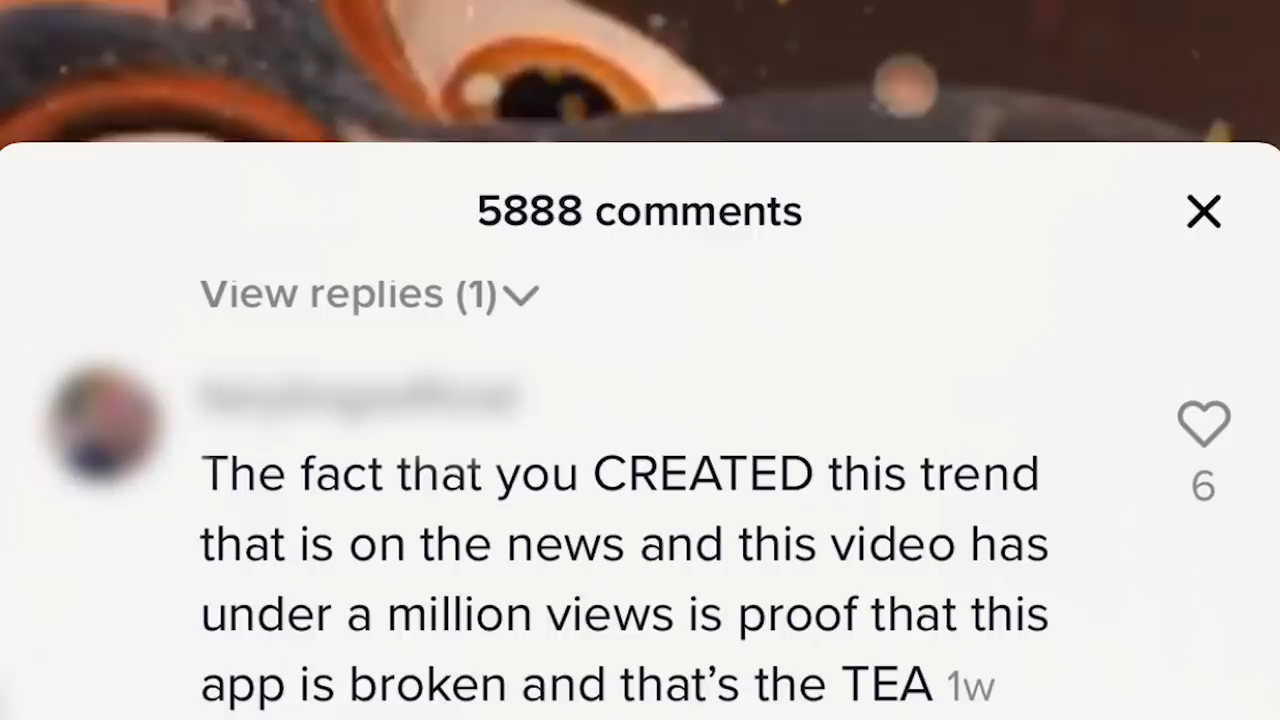 5888 comments
View replies (1)
The fact that you CREATED this trend
6
that is on the news and this video has
under a million views is proof that this
app is broken and that’s the TEA 1w